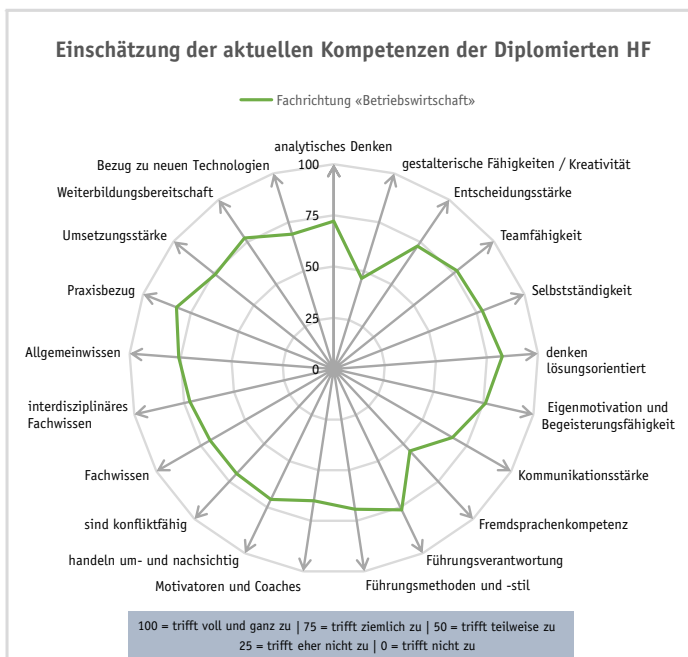 Einschätzung der aktuellen Kompetenzen der Diplomierten HF
Fachrichtung «Betriebswirtschaft»
analytisches Denken
gestalterische Fähigkeiten / Kreativität
Entscheidungsstärke
Teamfähigkeit
Selbstständigkeit
denken
lösungsorientiert
Eigenmotivation und
Begeisterungsfähigkeit
Kommunikationsstärke
Fremdsprachenkompetenz
Führungsverantwortung
Führungsmethoden und -stil
Motivatoren und Coaches
handeln um- und nachsichtig
sind konfliktfähig
Fachwissen
interdisziplinäres
Fachwissen
Allgemeinwissen
Praxisbezug
Umsetzungsstärke
Weiterbildungsbereitschaft
Bezug zu neuen Technologien
100
75
50
25
0
100 = trifft voll und ganz zu | 75 = trifft ziemlich zu | 50 = trifft teilweise zu
25 = trifft eher nicht zu | 0 = trifft nicht zu